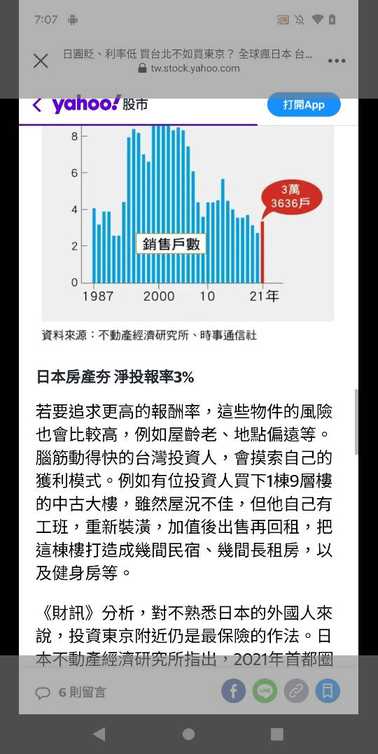 7:07
日圓貶、利率低 買台北不如買東京？ 全球瘋日本 台...
tw.stock.yahoo.com
yahoo! 股市
打開App
8
6
4
2
0
3萬
3636戶
銷售戶數
1987 2000 10 21年
資料來源：不動產經濟研究所、時事通信社
日本房產夯 淨投報率3%
若要追求更高的報酬率，這些物件的風險
也會比較高，例如屋齡老、地點偏遠等。
腦筋動得快的台灣投資人，會摸索自己的
獲利模式。例如有位投資人買下1棟9層樓
的中古大樓，雖然屋況不佳，但他自己有
工班，重新裝潢，加值後出售再回租，把
這棟樓打造成幾間民宿、幾間長租房，以
及健身房等。
《財訊》分析，對不熟悉日本的外國人來
說，投資東京附近仍是最保險的作法。日
本不動產經濟研究所指出，2021年首都圈
6 則留言